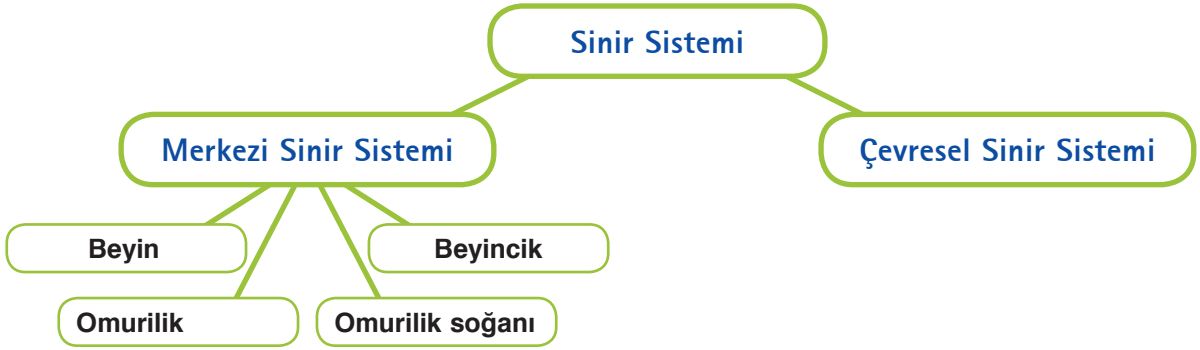 Sinir Sistemi
Merkezi Sinir Sistemi
Çevresel Sinir Sistemi
Beyin
Beyincik
Omurilik
Omurilik soğanı